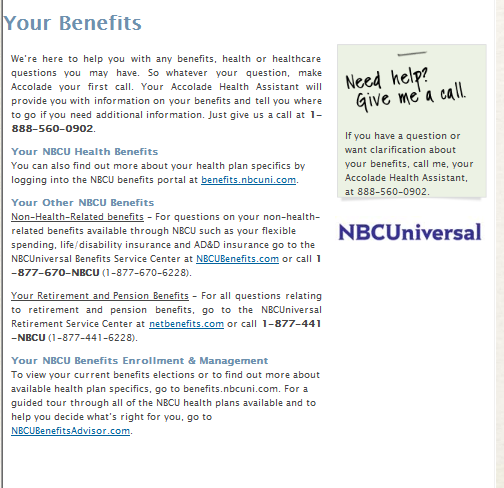 Your Benefits
We're here to help you with any benefits, health or healthcare
questions you may have. So whatever your question, make
Accolade your first call. Your Accolade Health Assistant will
provide you with information on your benefits and tell you where
to go if you need additional information. Just give us a call at 1-
888-560-0902.
Your NBCU Health Benefits
You can also find out more about your health plan specifics by
logging into the NBCU benefits portal at benefits.nbcuni.com.
Your Other NBCU Benefits
Non-Health-Related benefits - For questions on your non-health-
related benefits available through NBCU such as your flexible
spending, life/disability insurance and AD&D insurance go to the
NBCUniversal Benefits Service Center at NBCUBenefits.com or call 1
-877-670-NBCU (1-877-670-6228).
Your Retirement and Pension Benefits - For all questions relating
to retirement and pension benefits, go to the NBCUniversal
Retirement Service Center at netbenefits.com or call 1-877-441
-NBCU (1-877-441-6228).
Your NBCU Benefits Enrollment & Management
To view your current benefits elections or to find out more about
available health plan specifics, go to benefits.nbcuni.com. For a
guided tour through all of the NBCU health plans available and to
help you decide what's right for you, go to
NBCUBenefitsAdvisor.com.
Need help?
Give me a call.
If you have a question or
want clarification about
your benefits, call me, your
Accolade Health Assistant,
at 888-560-0902.
NBCUniversal